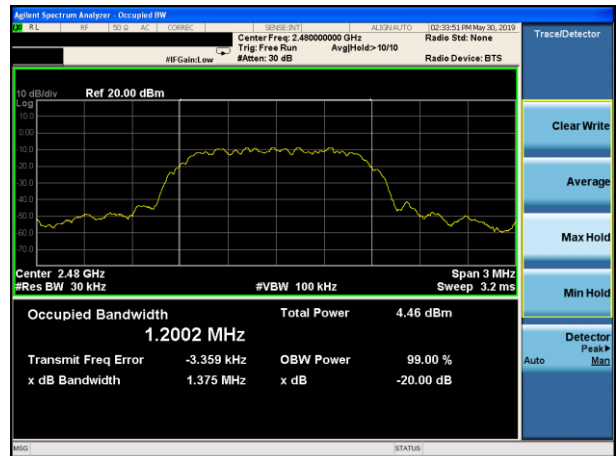 Agilent Spectrum Analyzer - Occupied BW
RL RF 50 Ω AC CORREC SENSE:INT ALIGNAUTO 02:33:51 PM May 30, 2019
Center Freq: 2.480000000 GHz Radio Std: None
Trig: Free Run Avg|Hold:> 10/10
#IFGain:Low #Atten: 30 dB Radio Device: BTS
Trace/Detector
10 dB/div Ref 20.00 dBm
Log
10.0
0.00
-10.0
-20.0
-30.0
-40.0
-50.0
-60.0
-70.0
Center 2.48 GHz Span 3 MHz
#Res BW 30 kHz #VBW 100 kHz Sweep 3.2 ms
Occupied Bandwidth Total Power 4.46 dBm
1.2002 MHz
Transmit Freq Error -3.359 kHz OBW Power 99.00 %
x dB Bandwidth 1.375 MHz x dB -20.00 dB
Clear Write
Average
Max Hold
Min Hold
Detector
Peak▶
Auto Man
MSG STATUS